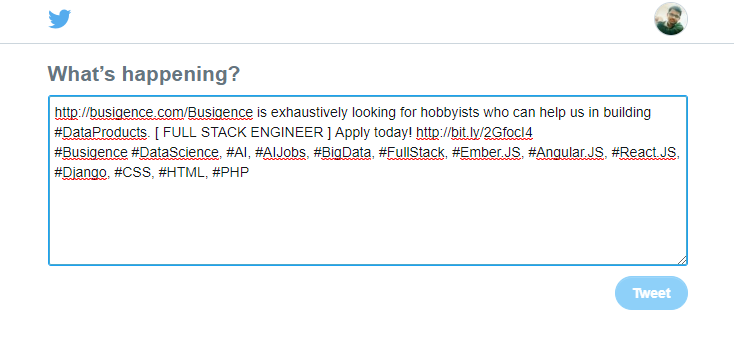 What's happening?
http://busigence.com/Busigence is exhaustively looking for hobbyists who can help us in building
#DataProducts. [ FULL STACK ENGINEER ] Apply today! http://bit.ly/2Gfocl4
#Busigence #DataScience, #AI, #AIJobs, #BigData, #FullStack, #Ember.JS, #Angular.JS, #React.JS,
#Django, #CSS, #HTML, #PHP
Tweet